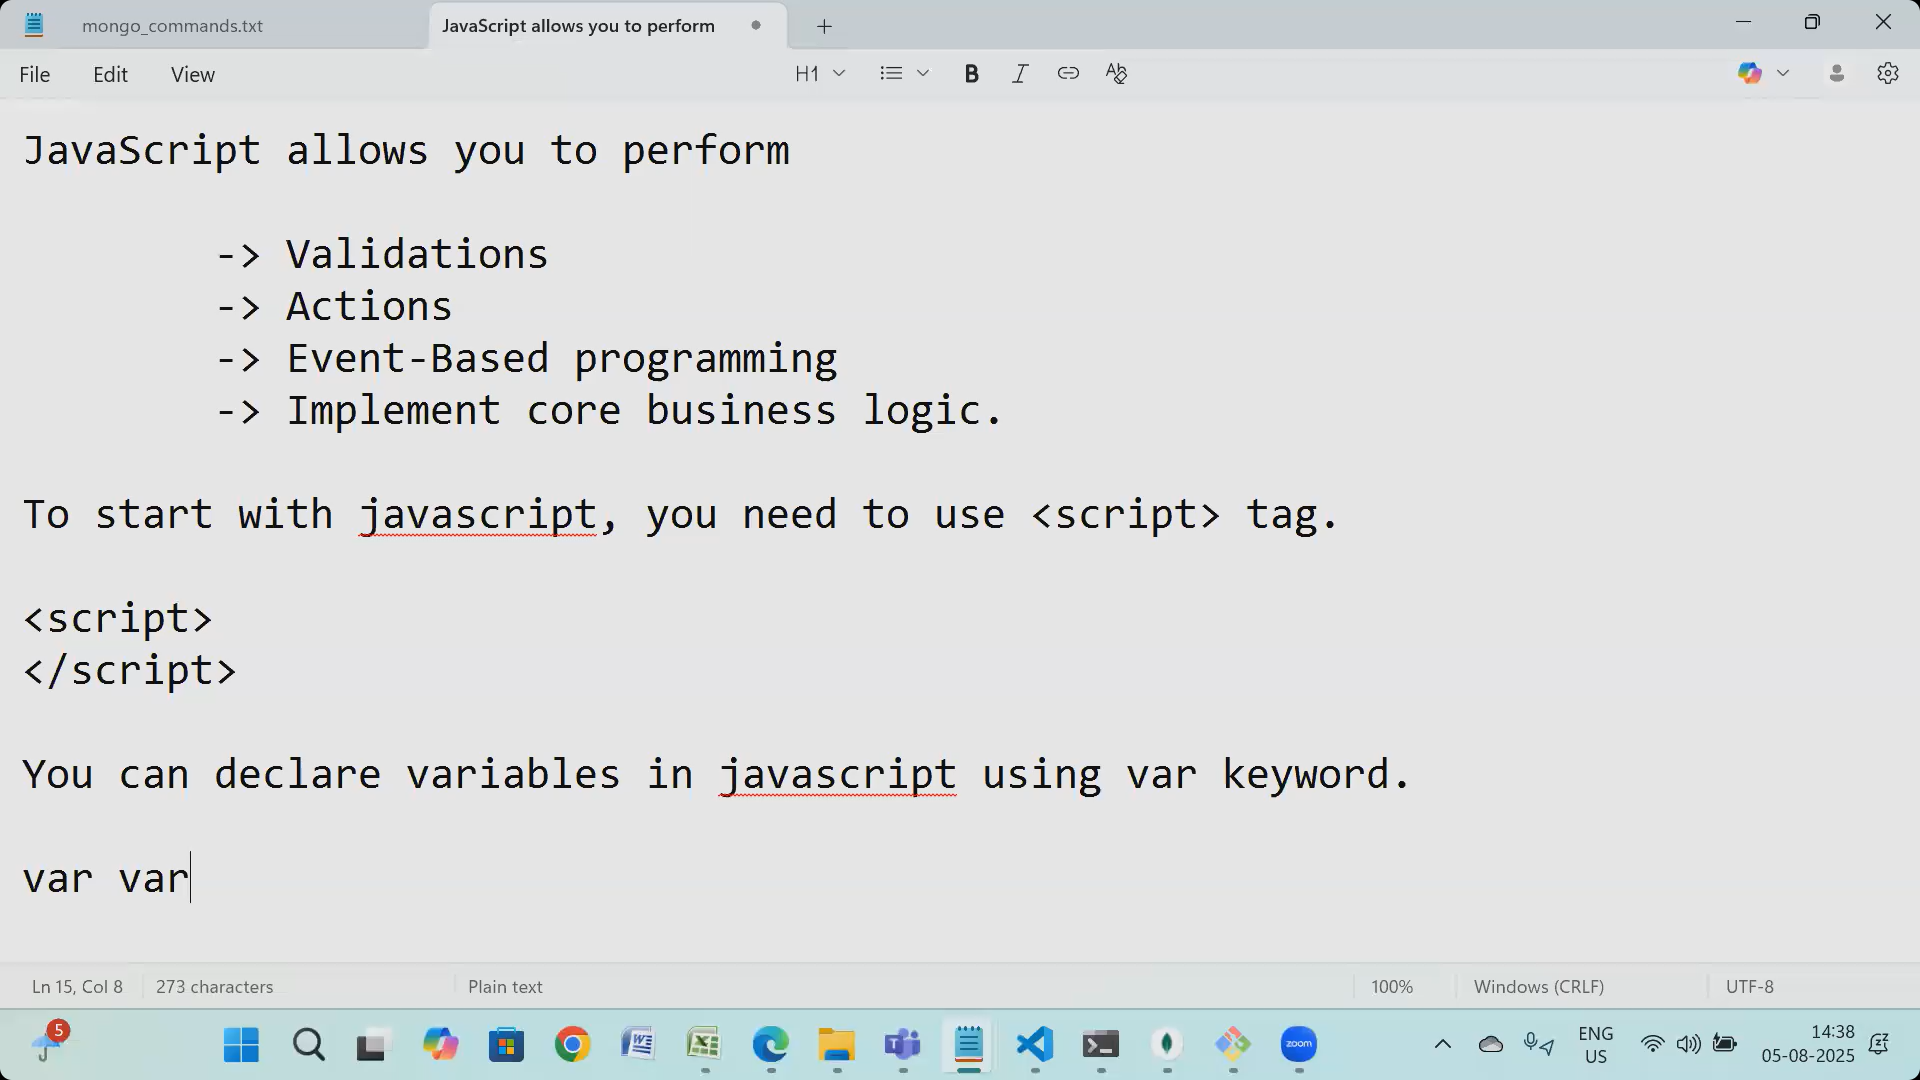 mongo_commands.txt
JavaScript allows you to perform
File Edit View
H1
JavaScript allows you to perform
-> Validations
-> Actions
-> Event-Based programming
-> Implement core business logic.
To start with javascript, you need to use <script> tag.
<script>
</script>
You can declare variables in javascript using var keyword.
var var
Ln 15, Col 8 273 characters Plain text 100% Windows (CRLF) UTF-8
5
zoom
ENG
US
14:38
05-08-2025